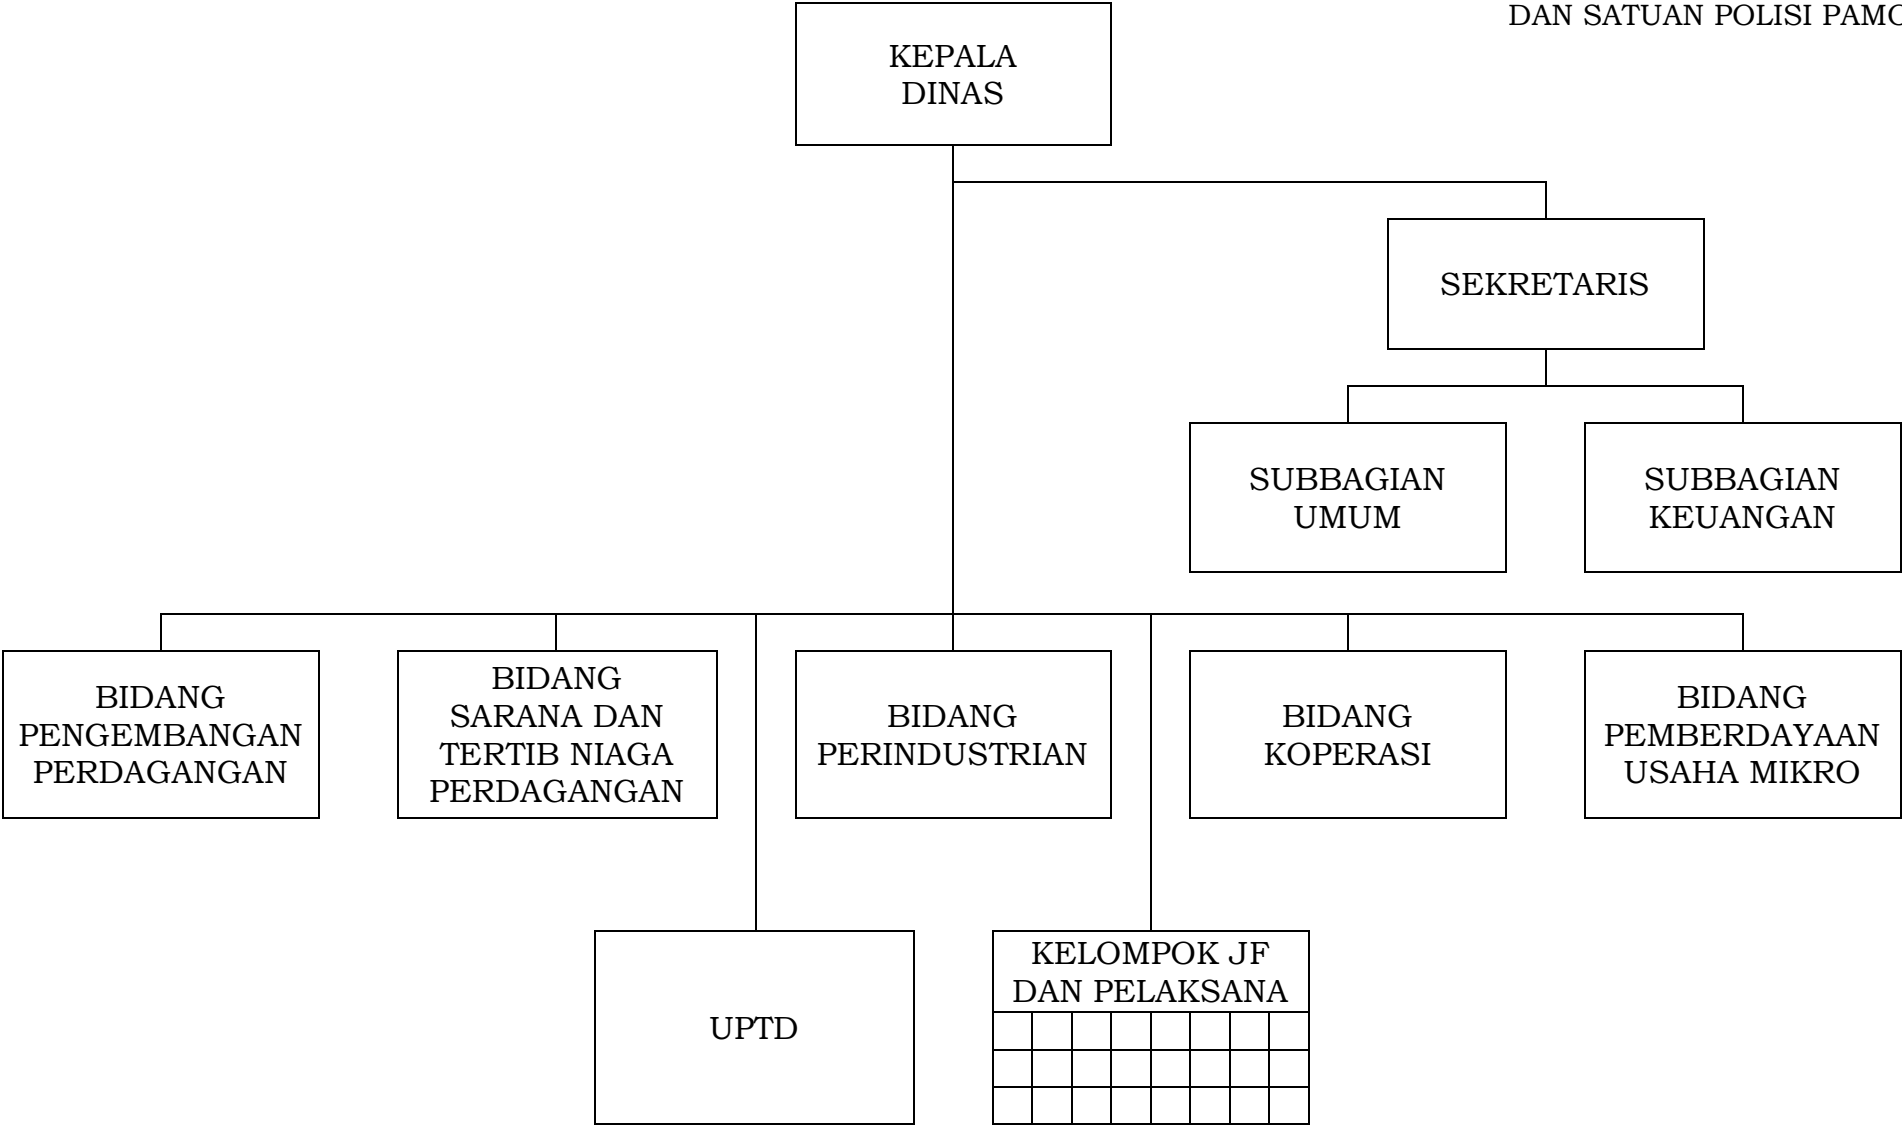 DAN SATUAN POLISI
KEPALA
DINAS
SEKRETARIS
SUBBAGIAN
UMUM
SUBBAGIAN
KEUANGAN
BIDANG
PENGEMBANGAN
PERDAGANGAN
BIDANG
SARANA DAN
TERTIB NIAGA
PERDAGANGAN
BIDANG
PERINDUSTRIAN
BIDANG
KOPERASI
BIDANG
PEMBERDAYAAN
USAHA MIKRO
UPTD
KELOMPOK JF
DAN PELAKSANA